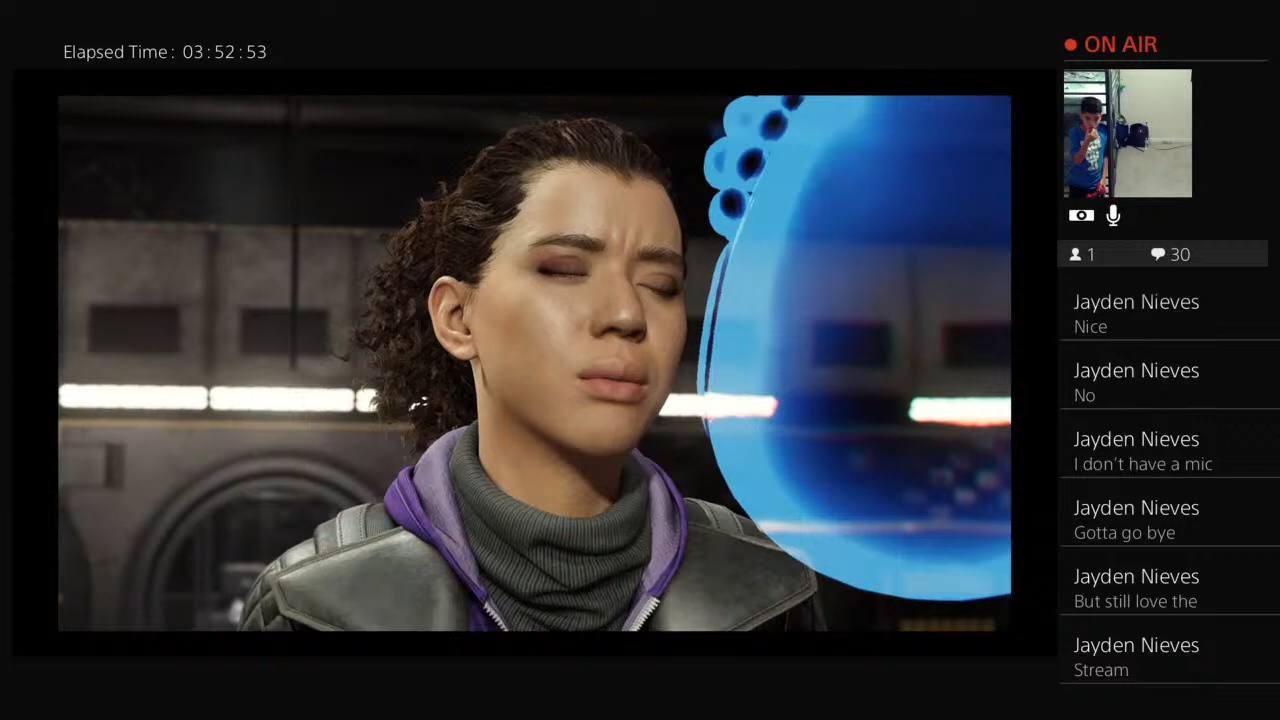 Elapsed Time: 03:52:53
ON AIR
1 30
Jayden Nieves
Nice
Jayden Nieves
No
Jayden Nieves
I don't have a mic
Jayden Nieves
Gotta go bye
Jayden Nieves
But still love the
Jayden Nieves
Stream